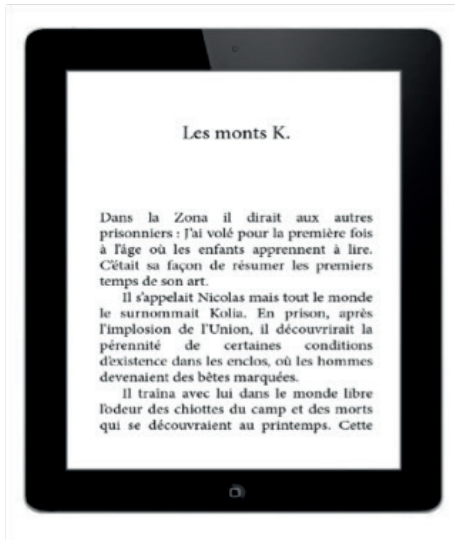 Les monts K.
Dans la Zona il dirait aux autres
prisonniers : J'ai volé pour la première fois
à l'âge où les enfants apprennent à lire.
C'était sa façon de résumer les premiers
temps de son art.
Il s'appelait Nicolas mais tout le monde
le surnommait Kolia. En prison, après
l'implosion de l'Union, il découvrirait la
pérennité de certaines conditions
d'existence dans les enclos, où les hommes
devenaient des bêtes marquées.
Il traîna avec lui dans le monde libre
l'odeur des chiottes du camp et des morts
qui se découvraient au printemps. Cette